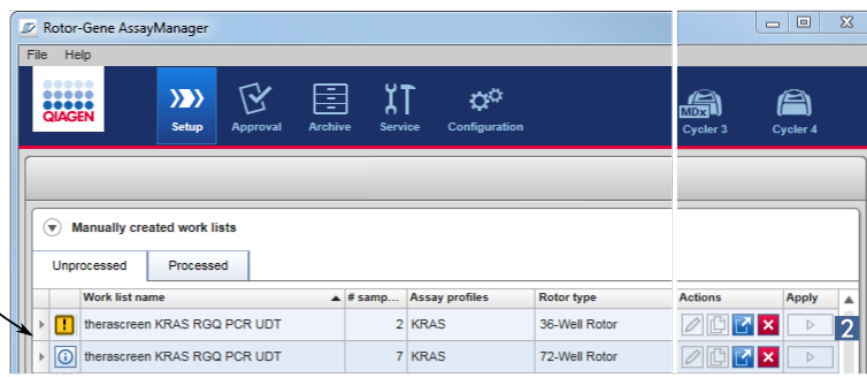 Rotor-Gene AssayManager
File Help
QIAGEN
Setup Approval Archive Service Configuration MDx Cycler 3 Cycler 4
Manually created work lists
Unprocessed Processed
Work list name # samp... Assay profiles Rotor type Actions Apply
! therascreen KRAS RGQ PCR UDT 2 KRAS 36-Well Rotor 2
i therascreen KRAS RGQ PCR UDT 7 KRAS 72-Well Rotor